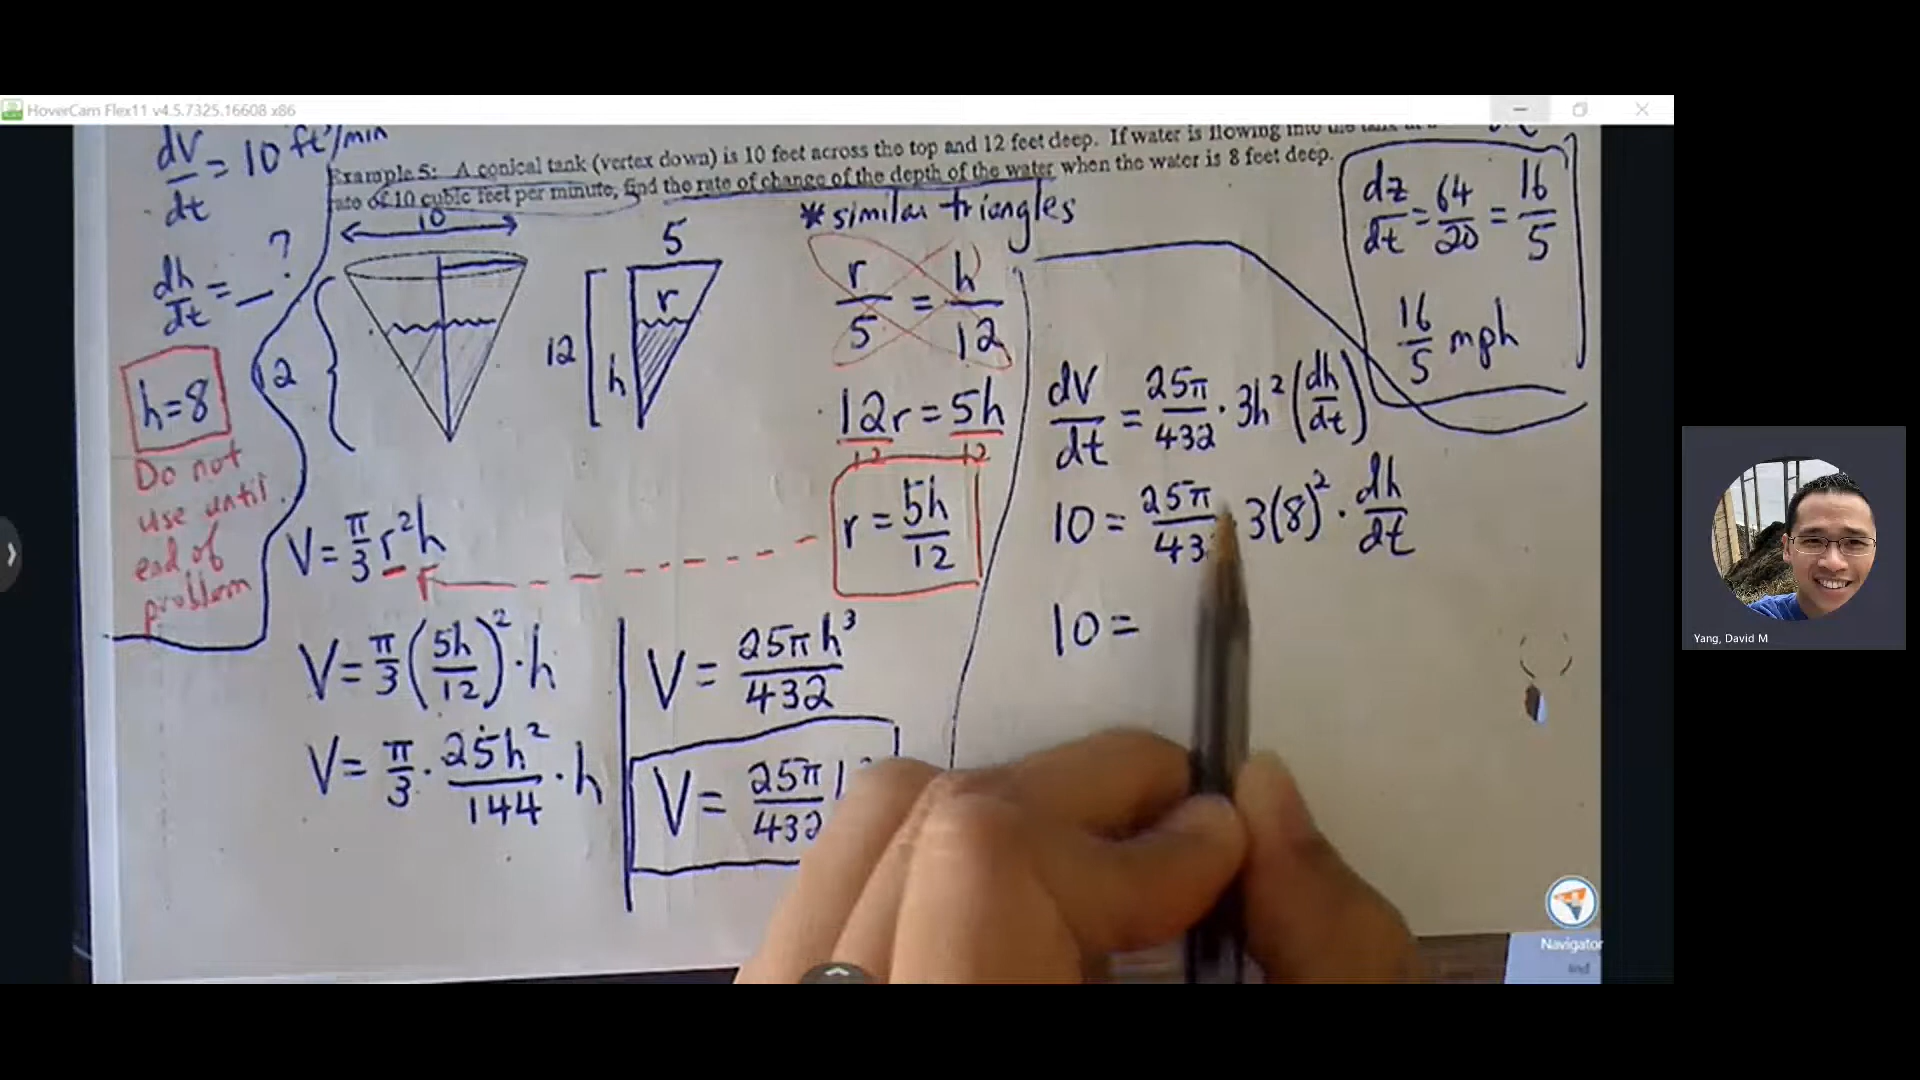 HoverCam Flex11 v4.5.7325.16608 x86
dV/dt = 10 ft³/min
Example 5: A conical tank (vertex down) is 10 feet across the top and 12 feet deep. If water is flowing into the tank at a
rate of 10 cubic feet per minute, find the rate of change of the depth of the water when the water is 8 feet deep.
dh/dt = _ ?
h=8
Do not
use until
end of
problem
10
12
5
r
12
h
* similar triangles
r/5 = h/12
12r = 5h
12 12
r = 5h/12
V = π/3 r²h
V = π/3 (5h/12)² · h
V = π/3 · 25h²/144 · h
V = 25πh³/432
V = 25π/432
dz/dt = 64/20 = 16/5
16/5 mph
dV/dt = 25π/432 · 3h² (dh/dt)
10 = 25π/43 3(8)² · dh/dt
10 =
Navigator
Yang, David M